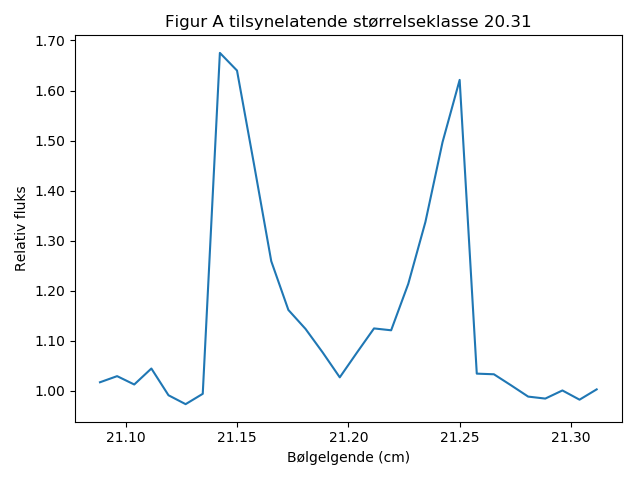 Figur A tilsynelatende størrelseklasse 20.31
1.70
1.60
1.50
1.40
1.30
1.20
1.10
1.00
Relativ fluks
21.10 21.15 21.20 21.25 21.30
Bølgelgende (cm)